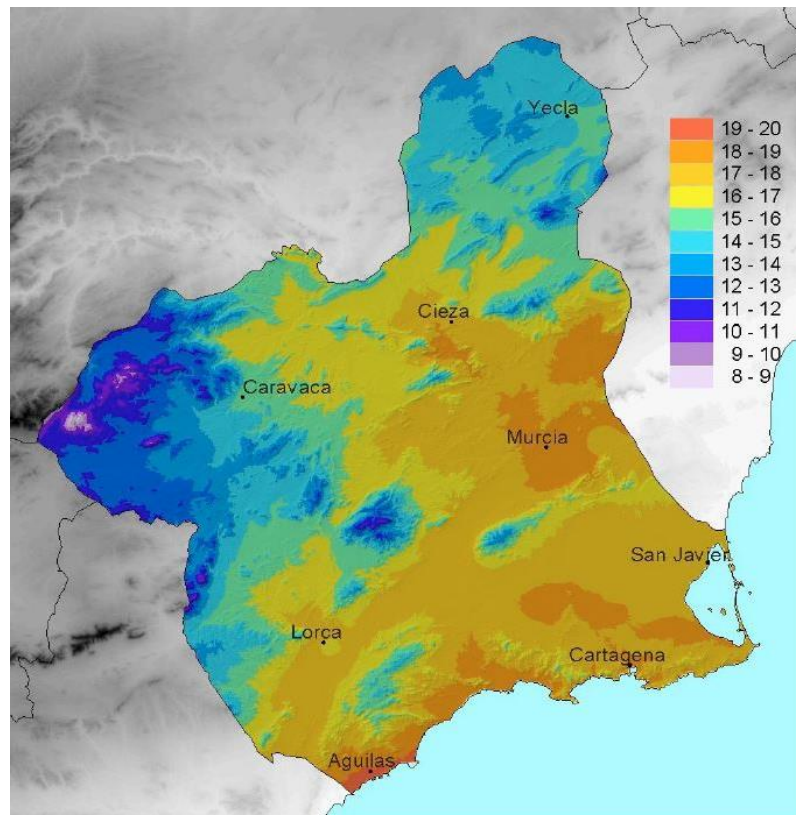 Yecla
19 - 20
18 - 19
17 - 18
16 - 17
15 - 16
14 - 15
13 - 14
12 - 13
11 - 12
10 - 11
9 - 10
8 - 9
Cieza
Caravaca
Murcia
San Javier
Lorca
Cartagena
Aguilas